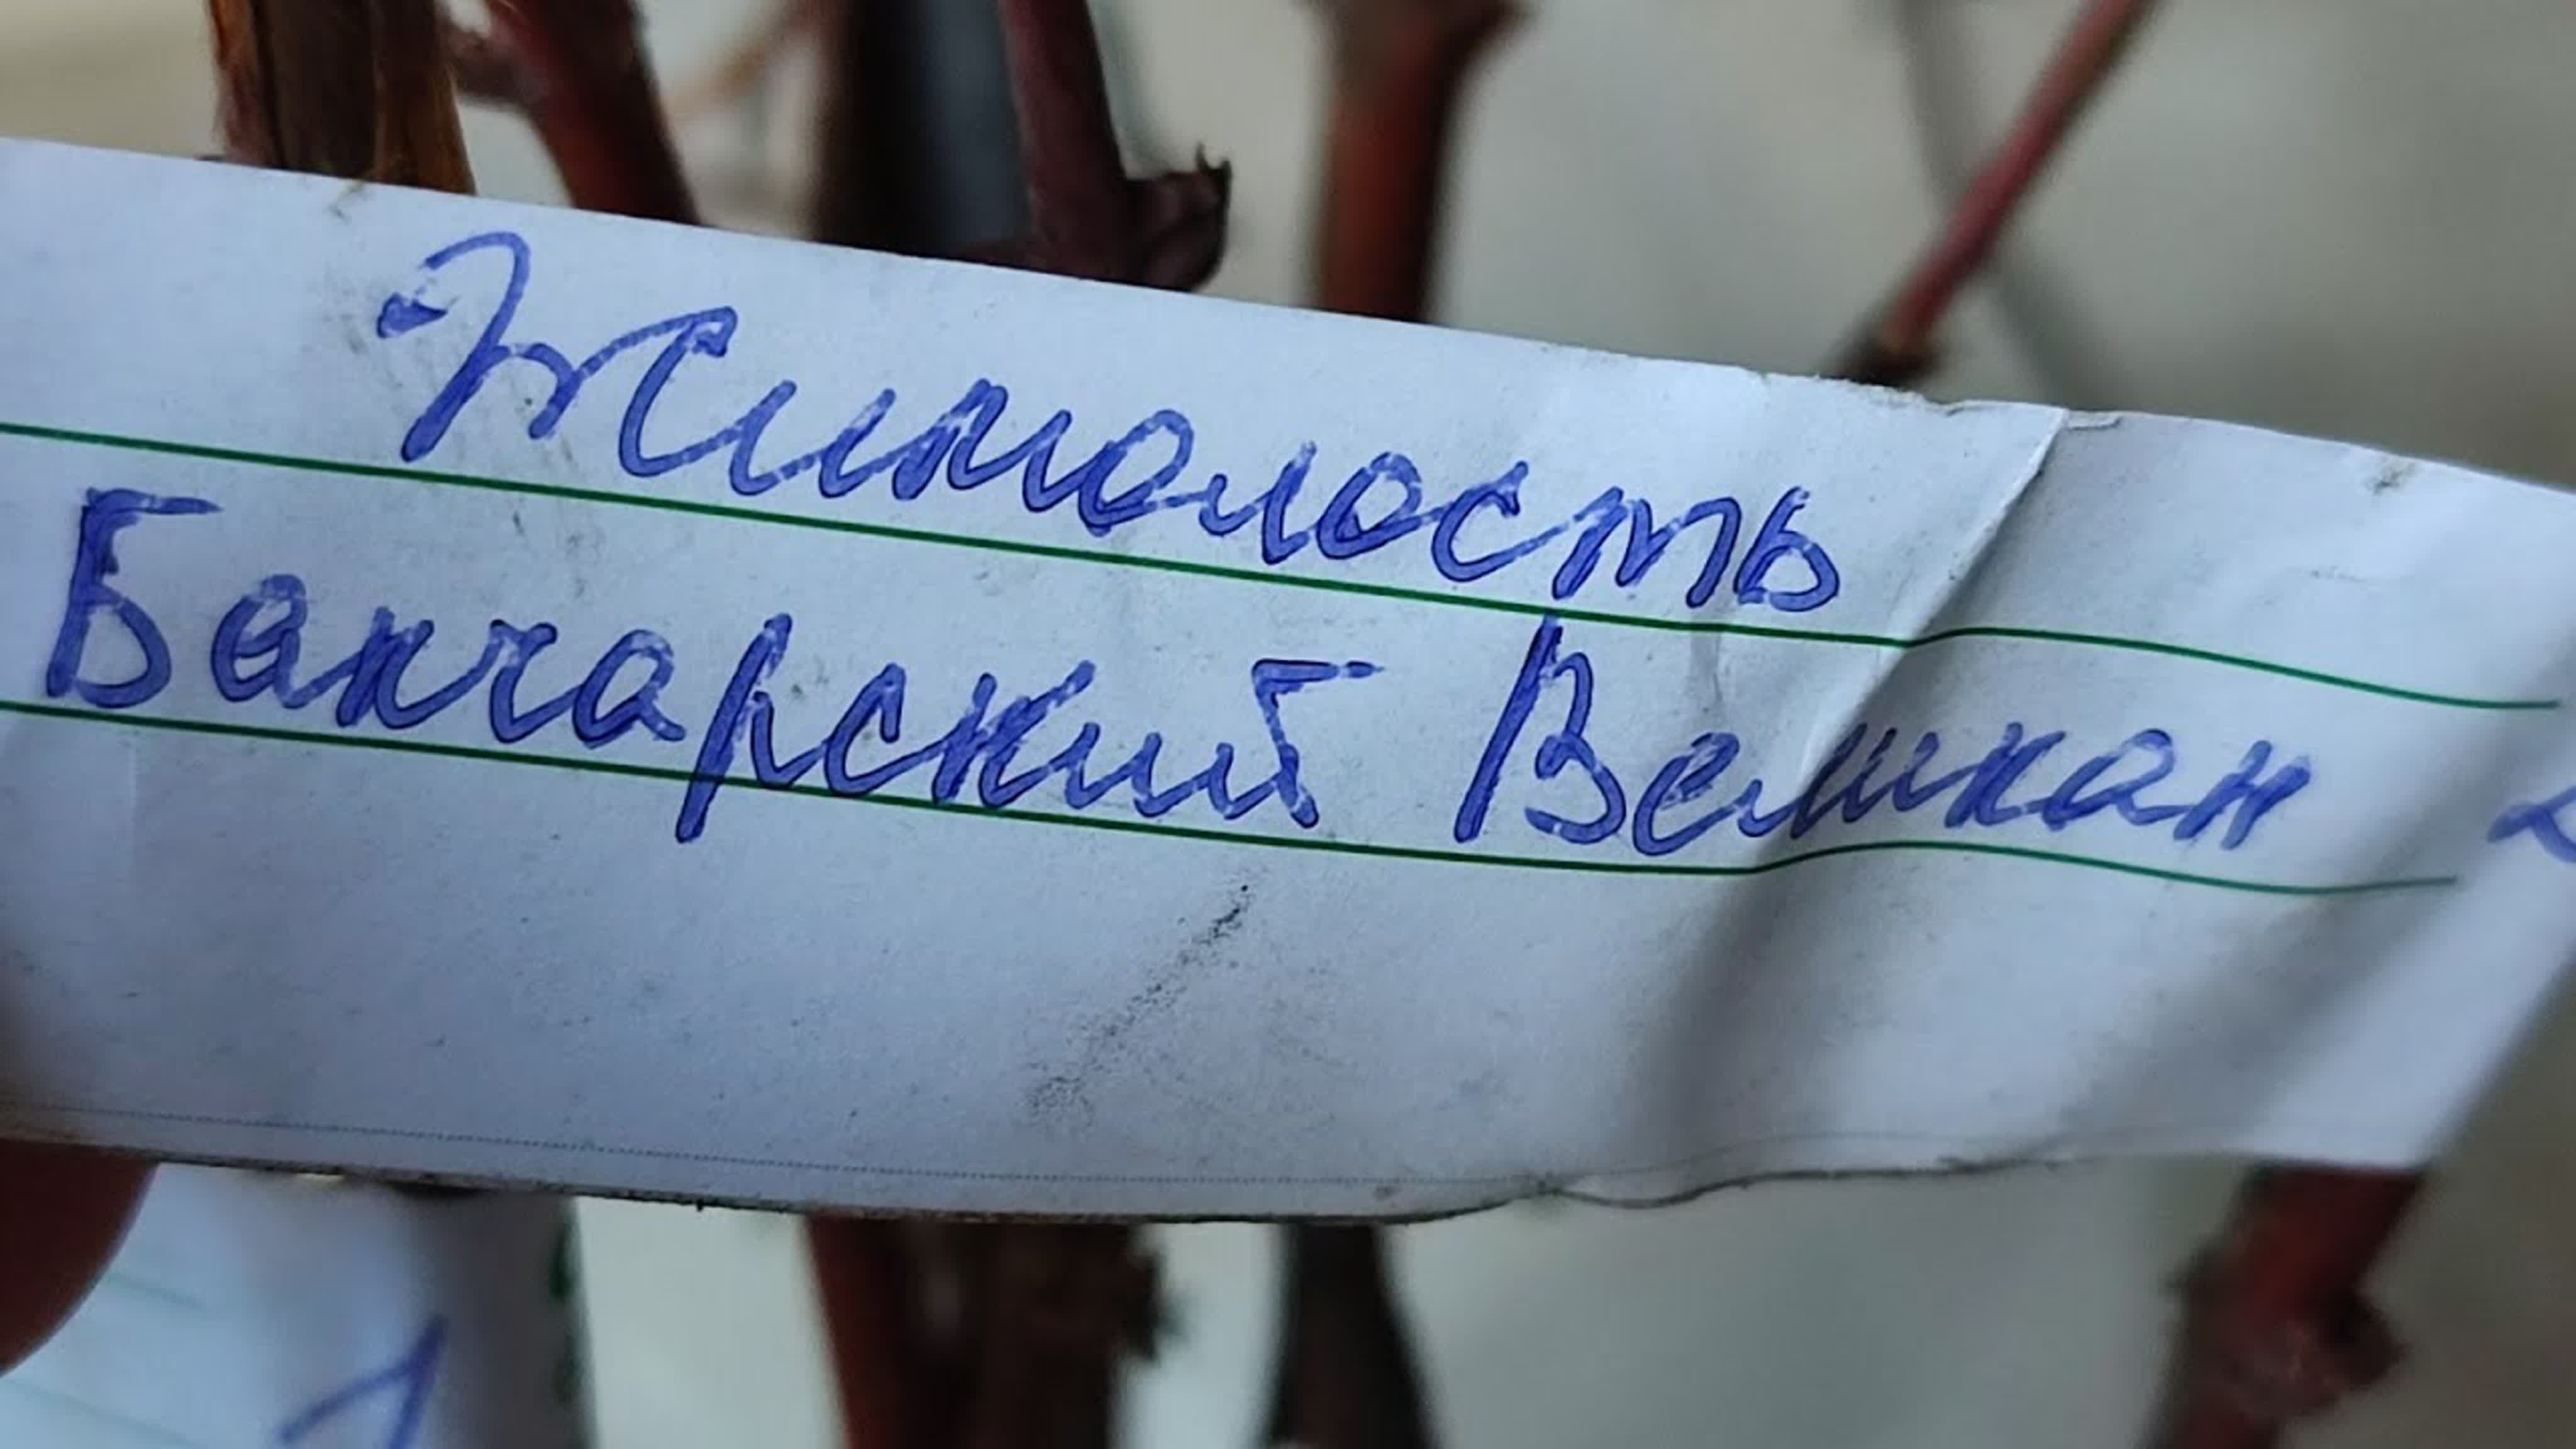 Жимолость
Бакчарский Великан